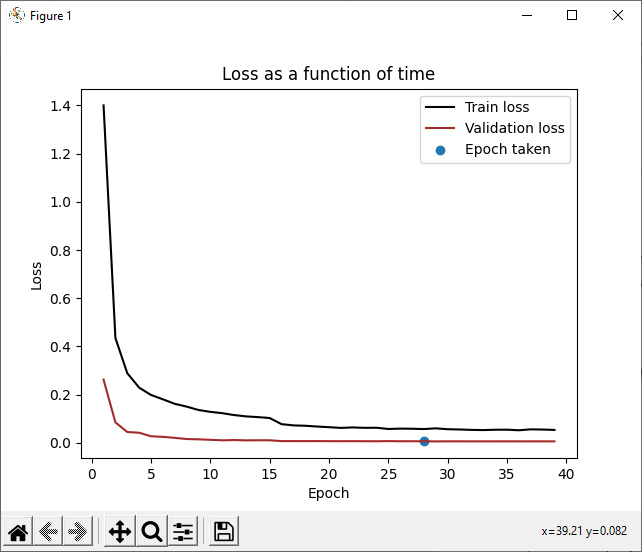 Figure 1
Loss as a function of time
Train loss
Validation loss
Epoch taken
Loss
1.4
1.2
1.0
0.8
0.6
0.4
0.2
0.0
0 5 10 15 20 25 30 35 40
Epoch
x=39.21 y=0.082